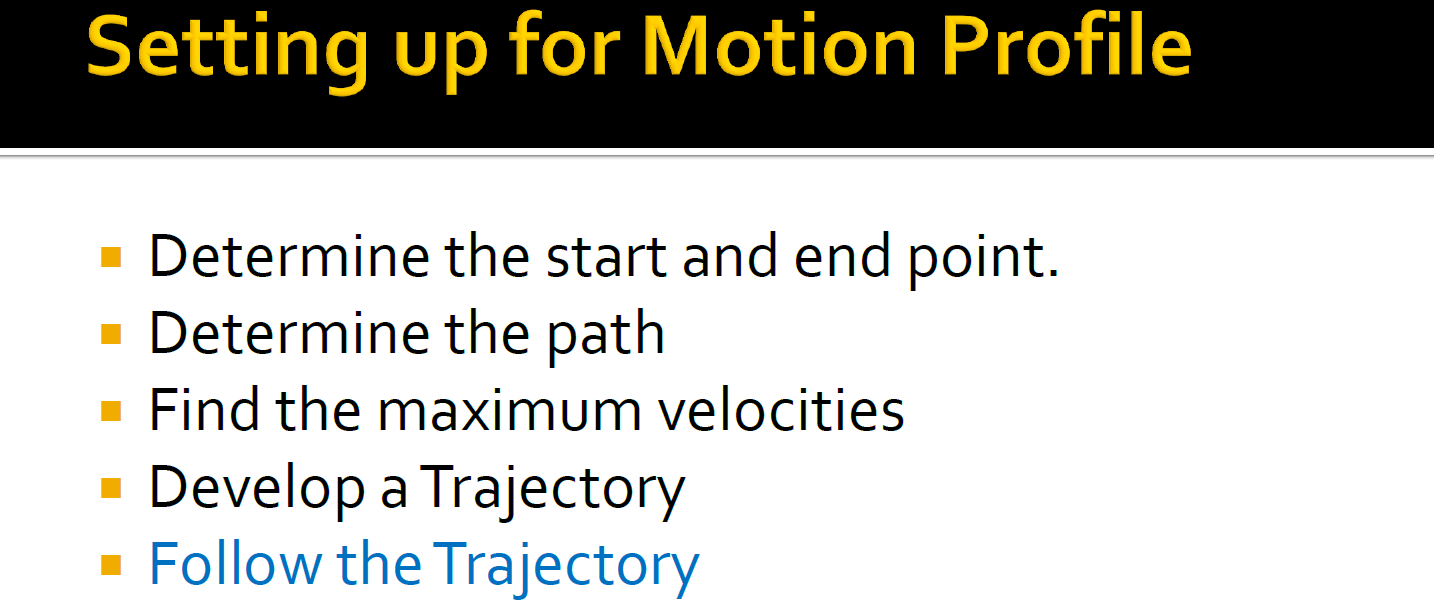 Setting up for Motion Profile
Determine the start and end point.
Determine the path
Find the maximum velocities
Develop a Trajectory
Follow the Trajectory